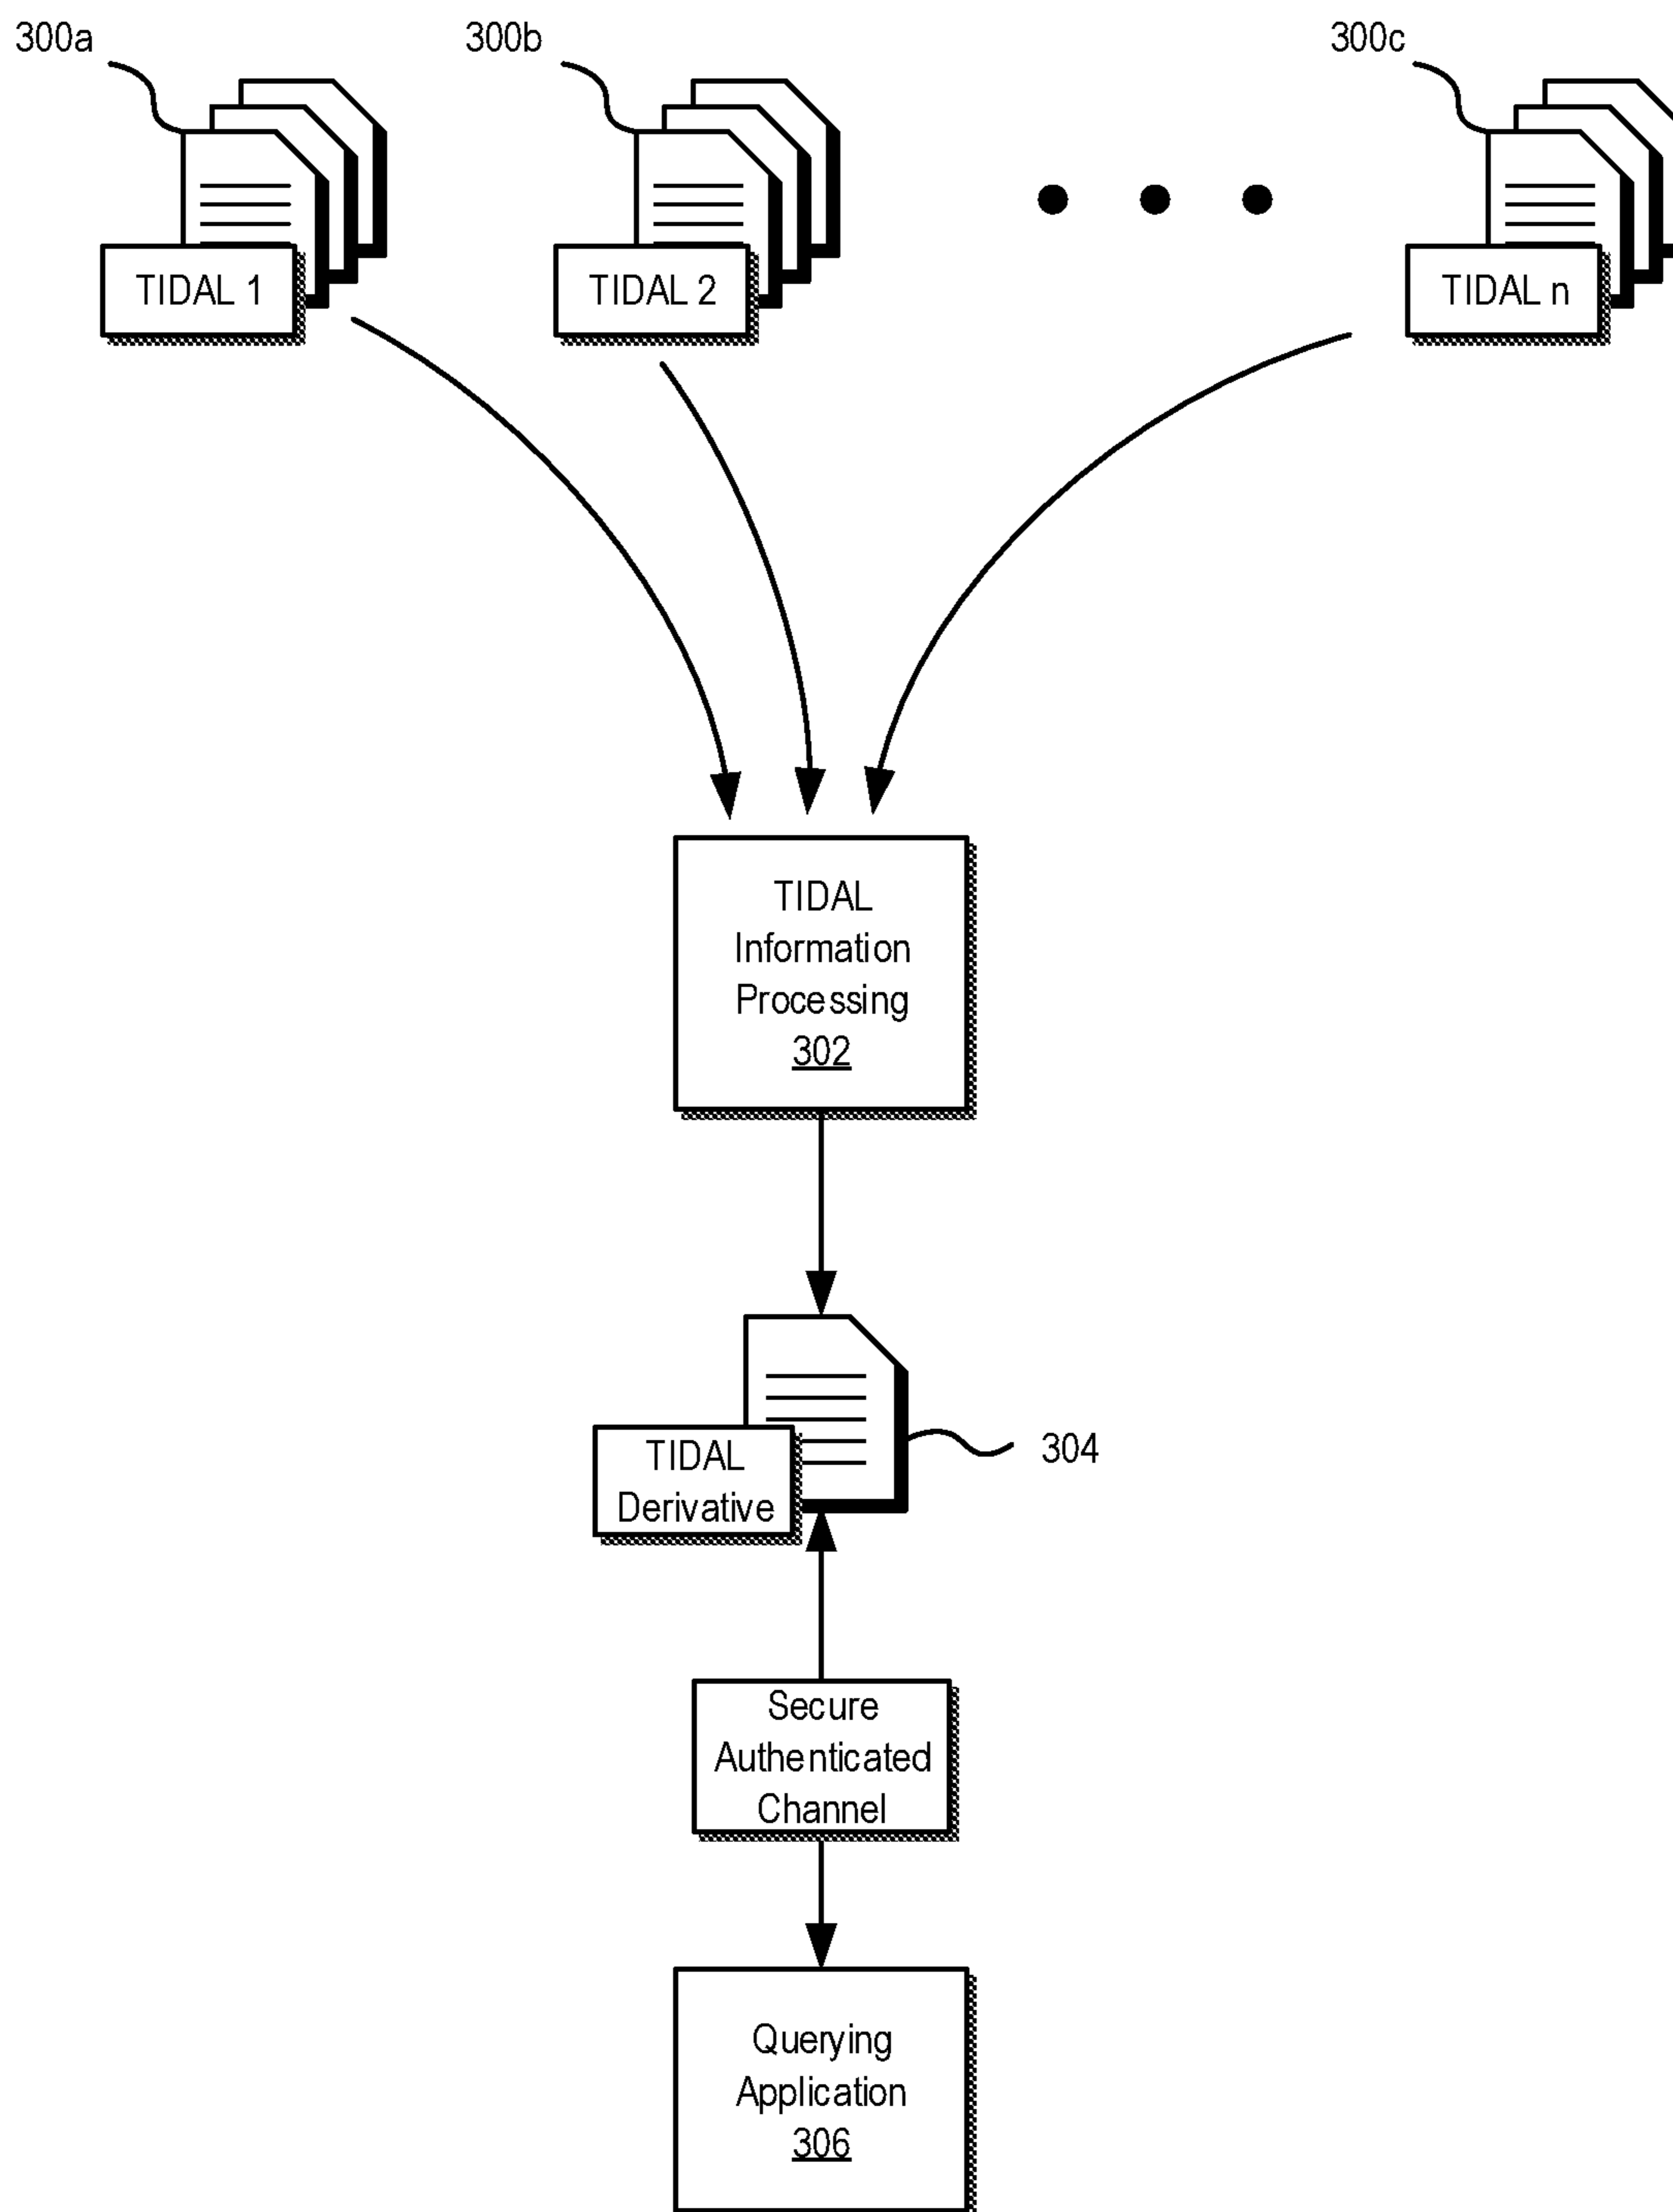 300a
300b
300c
TIDAL 1
TIDAL 2
TIDAL n
TIDAL
Information
Processing
302
TIDAL
Derivative
304
Secure
Authenticated
Channel
Querying
Application
306